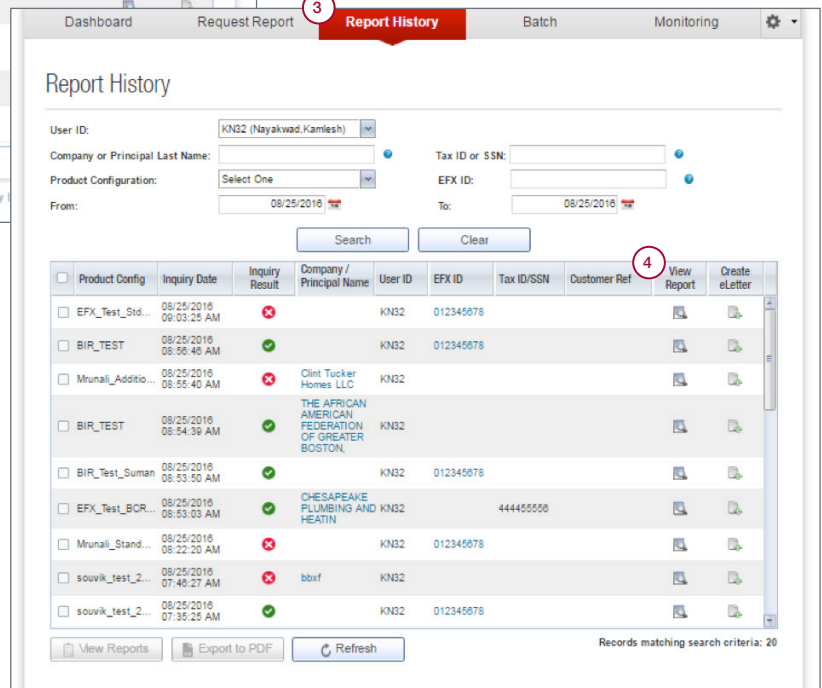 3
Dashboard Request Report Report History Batch Monitoring
Report History
User ID: KN32 (Nayakwad,Kamlesh)
Company or Principal Last Name: Tax ID or SSN:
Product Configuration: Select One EFX ID:
From: 08/25/2016 To: 08/25/2016
Search Clear
4
Product Config Inquiry Date Inquiry Result Company / Principal Name User ID EFX ID Tax ID/SSN Customer Ref View Report Create eLetter
EFX_Test_Std... 08/25/2016 09:03:25 AM KN32 012345678
BIR_TEST 08/25/2016 08:56:46 AM KN32 012345678
Mrunali_Additio... 08/25/2016 08:55:40 AM Clint Tucker Homes LLC KN32
BIR_TEST 08/25/2016 08:54:39 AM THE AFRICAN AMERICAN FEDERATION OF GREATER BOSTON, KN32
BIR_Test_Suman 08/25/2016 08:53:50 AM KN32 012345678
EFX_Test_BCR... 08/25/2016 08:53:03 AM CHESAPEAKE PLUMBING AND HEATIN KN32 444455556
Mrunali_Stand... 08/25/2016 08:22:20 AM KN32 012345678
souvik_test_2... 08/25/2016 07:46:27 AM bbxf KN32
souvik_test_2... 08/25/2016 07:35:25 AM KN32 012345678
View Reports Export to PDF Refresh Records matching search criteria: 20